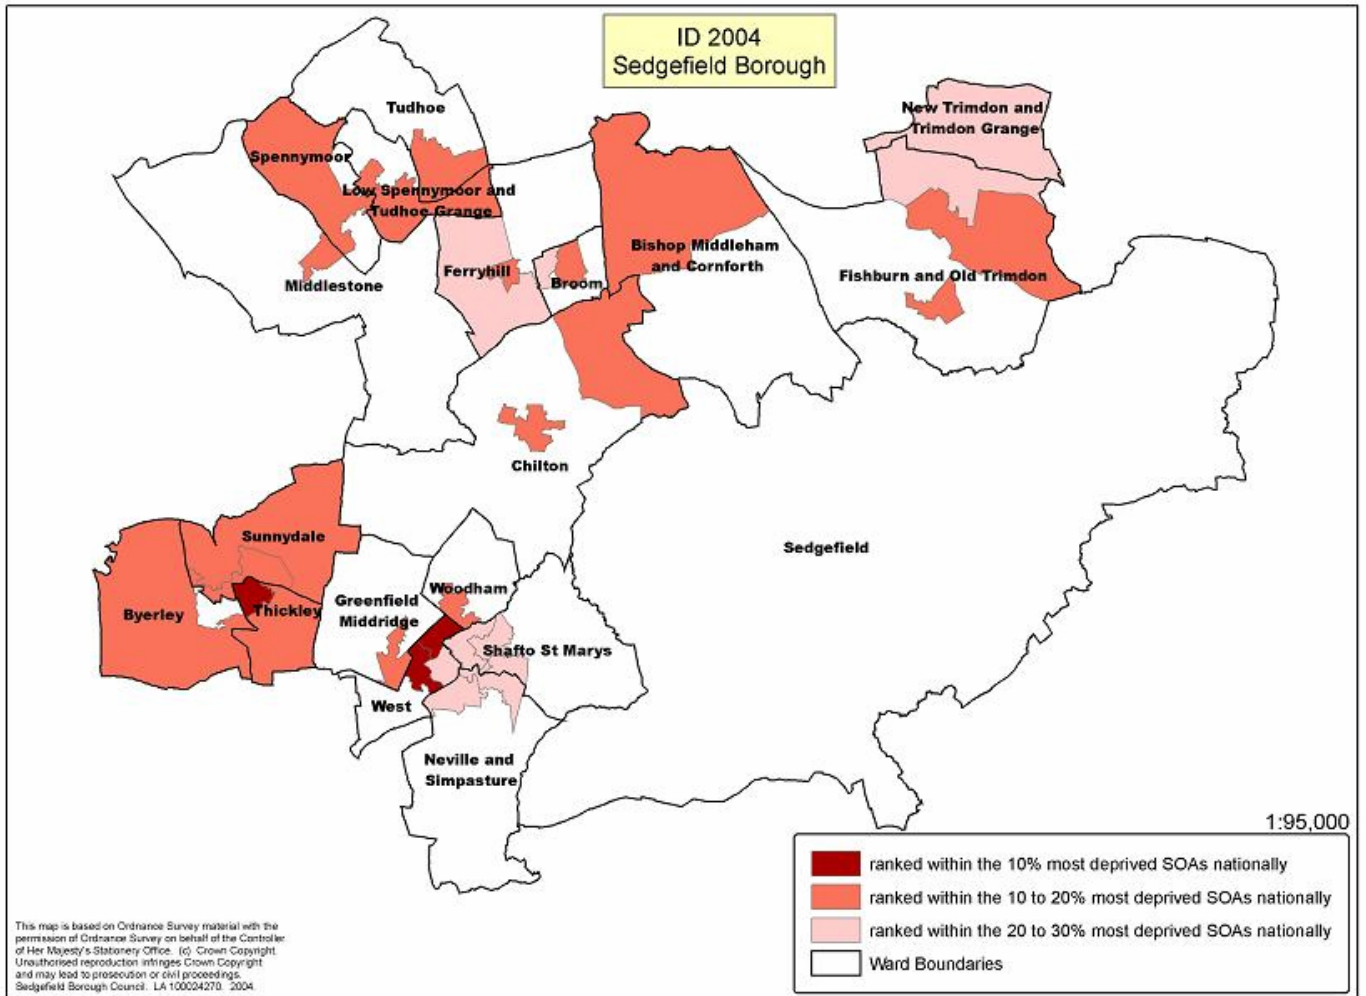 ID 2004
Sedgefield Borough
Tudhoe
New Trimdon and
Trimdon Grange
Spennymoor
Low Spennymoor and
Tudhoe Grange
Bishop Middleham
and Cornforth
Ferryhill
Broom
Fishburn and Old Trimdon
Middlestone
Chilton
Sunnydale
Sedgefield
Byerley
Thickley
Greenfield
Middridge
Woodham
Shafto St Marys
West
Neville and
Simpasture
1:95,000
ranked within the 10% most deprived SOAs nationally
ranked within the 10 to 20% most deprived SOAs nationally
ranked within the 20 to 30% most deprived SOAs nationally
Ward Boundaries
This map is based on Ordnance Survey material with the
permission of Ordnance Survey on behalf of the Controller
of Her Majesty's Stationery Office. (c) Crown Copyright.
Unauthorised reproduction infringes Crown Copyright
and may lead to prosecution or civil proceedings.
Sedgefield Borough Council. LA 100024270. 2004.